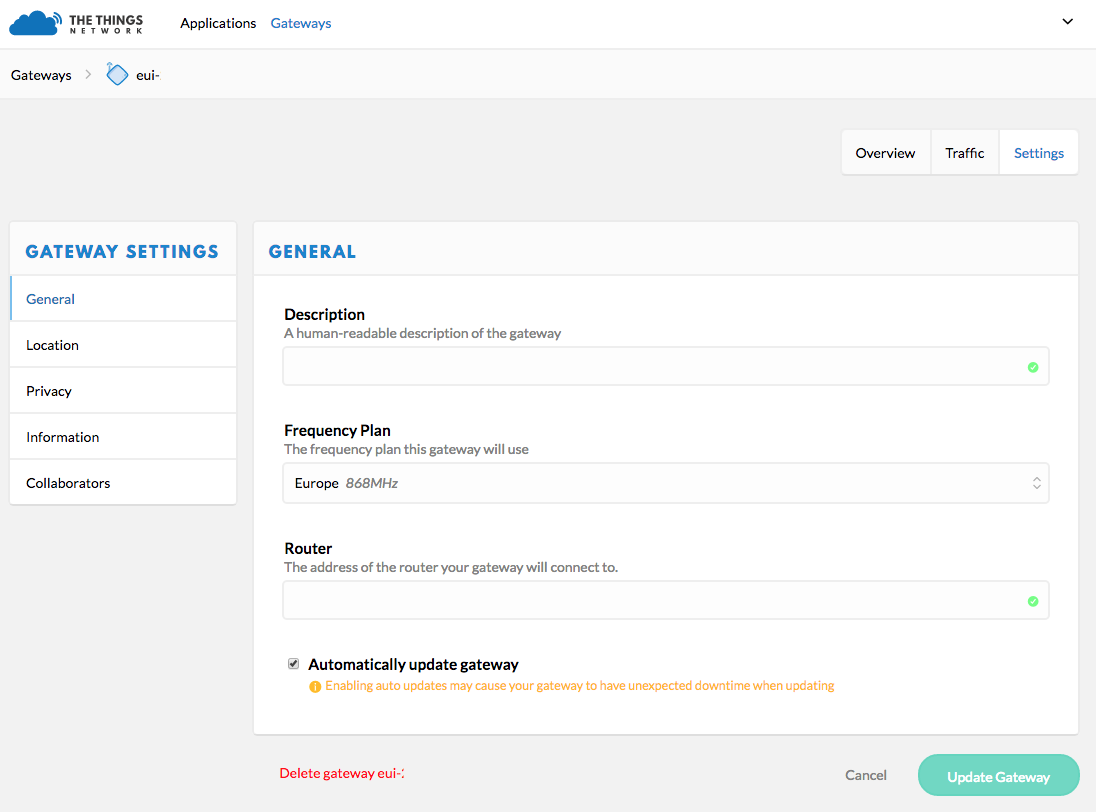 THE THINGS
NETWORK
Applications Gateways
Gateways eui-
Overview Traffic Settings
GATEWAY SETTINGS
General
Location
Privacy
Information
Collaborators
GENERAL
Description
A human-readable description of the gateway
Frequency Plan
The frequency plan this gateway will use
Europe 868MHz
Router
The address of the router your gateway will connect to.
Automatically update gateway
Enabling auto updates may cause your gateway to have unexpected downtime when updating
Delete gateway eui-
Cancel
Update Gateway